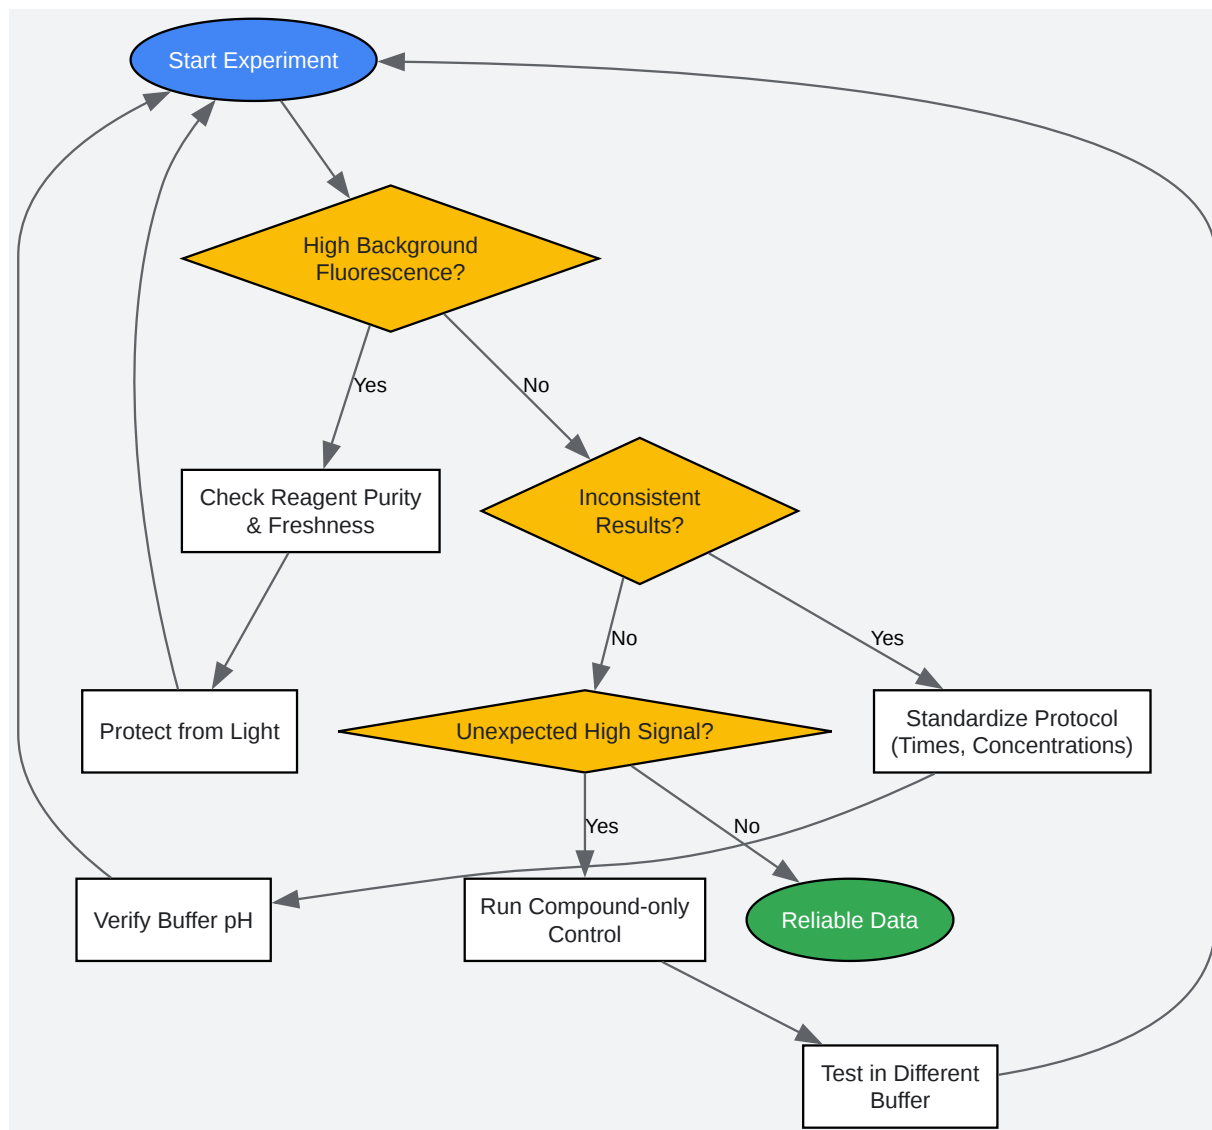 Start Experiment
High Background
Fluorescence?
Yes
No
Check Reagent Purity
& Freshness
Inconsistent
Results?
No
Yes
Protect from Light
Unexpected High Signal?
Standardize Protocol
(Times, Concentrations)
Yes
No
Verify Buffer pH
Run Compound-only
Control
Reliable Data
Test in Different
Buffer